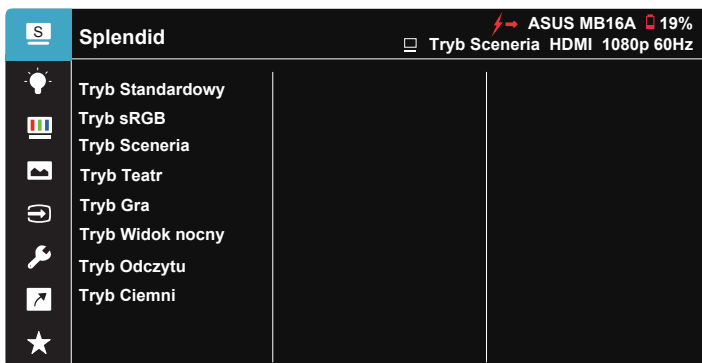 S
Splendid
ASUS MB16A 19%
Tryb Sceneria HDMI 1080p 60Hz
Tryb Standardowy
Tryb sRGB
Tryb Sceneria
Tryb Teatr
Tryb Gra
Tryb Widok nocny
Tryb Odczytu
Tryb Ciemni